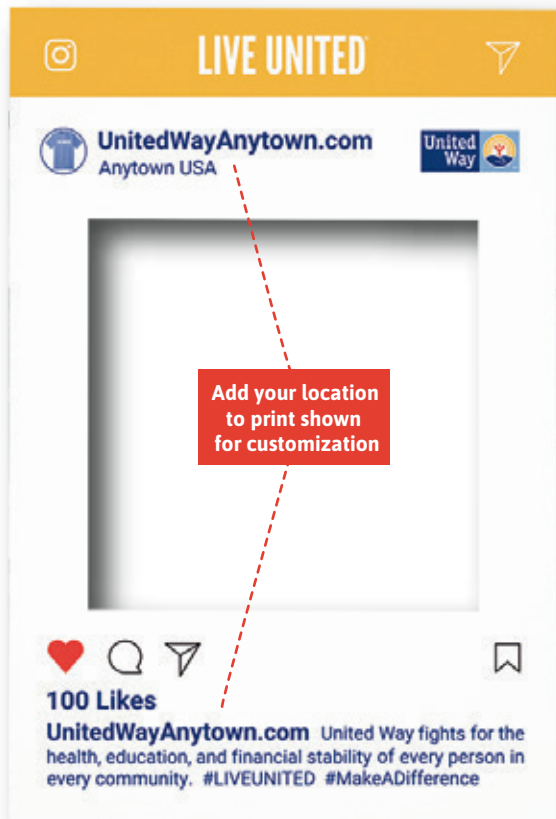 LIVE UNITED
UnitedWayAnytown.com
Anytown USA
United
Way
Add your location
to print shown
for customization
100 Likes
UnitedWayAnytown.com United Way fights for the
health, education, and financial stability of every person in
every community. #LIVEUNITED #MakeADifference